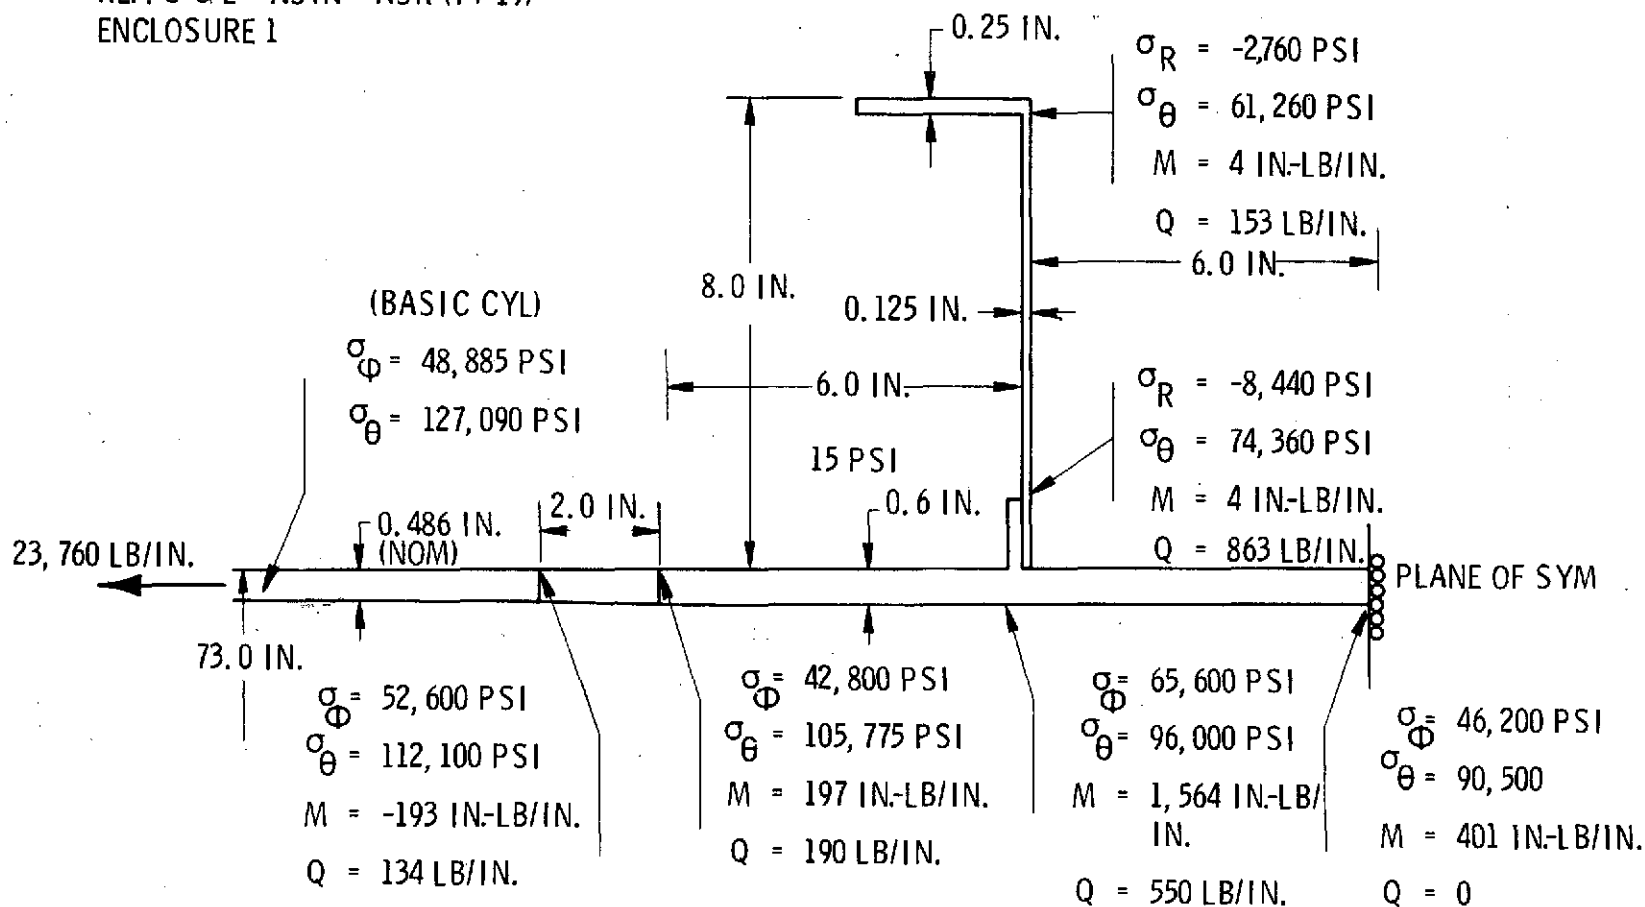 ENCLOSURE 1
0.25 IN.
σR = -2,760 PSI
σθ = 61,260 PSI
M = 4 IN.-LB/IN.
Q = 153 LB/IN.
6.0 IN.
8.0 IN.
0.125 IN.
(BASIC CYL)
σΦ = 48,885 PSI
σθ = 127,090 PSI
6.0 IN.
σR = -8,440 PSI
σθ = 74,360 PSI
M = 4 IN.-LB/IN.
Q = 863 LB/IN.
15 PSI
0.6 IN.
2.0 IN.
0.486 IN.
(NOM)
23,760 LB/IN.
PLANE OF SYM
73.0 IN.
σΦ = 52,600 PSI
σθ = 112,100 PSI
M = -193 IN.-LB/IN.
Q = 134 LB/IN.
σΦ = 42,800 PSI
σθ = 105,775 PSI
M = 197 IN.-LB/IN.
Q = 190 LB/IN.
σΦ = 65,600 PSI
σθ = 96,000 PSI
M = 1,564 IN.-LB/
IN.
Q = 550 LB/IN.
σΦ = 46,200 PSI
σθ = 90,500
M = 401 IN.-LB/IN.
Q = 0